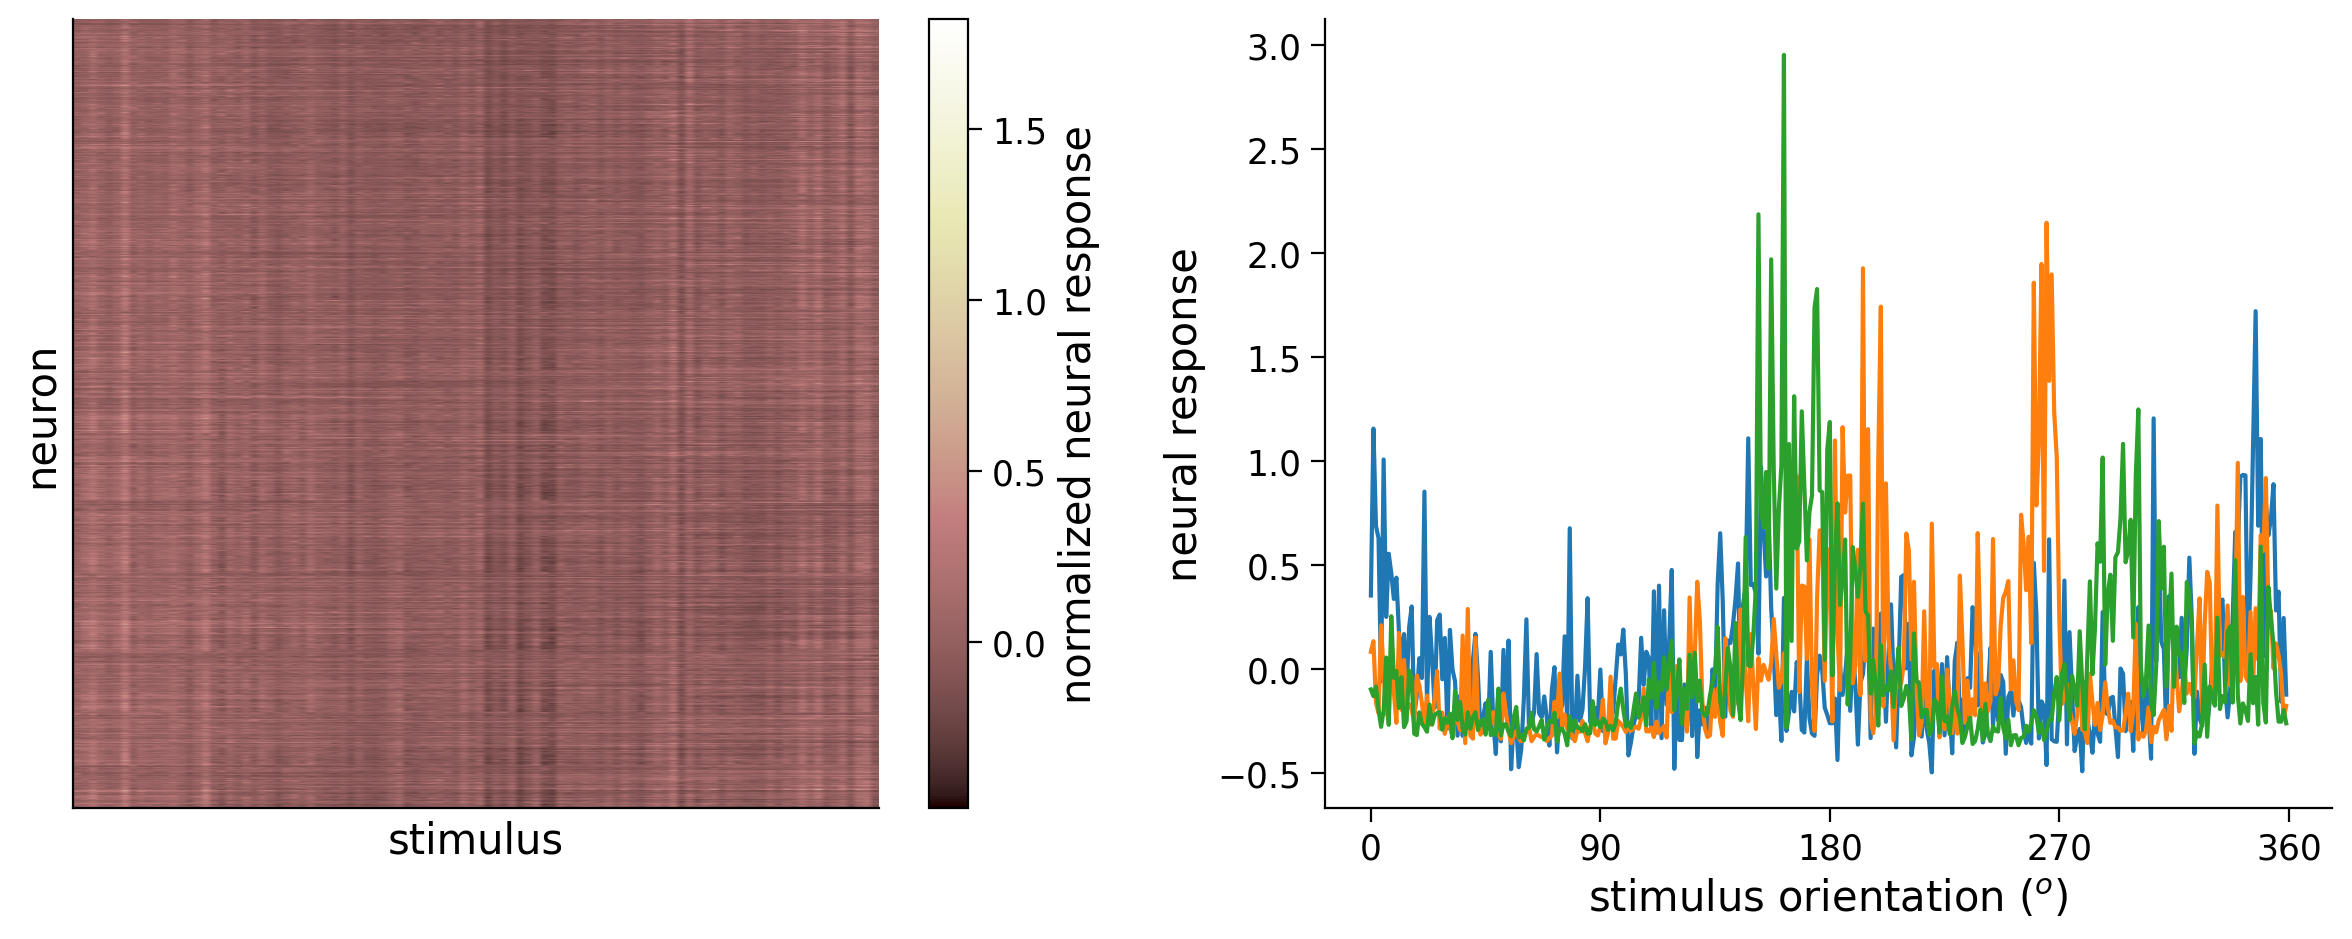 neuron
stimulus
1.5
1.0
0.5
0.0
normalized neural response
neural response
3.0
2.5
2.0
1.5
1.0
0.5
0.0
−0.5
0 90 180 270 360
stimulus orientation (o)